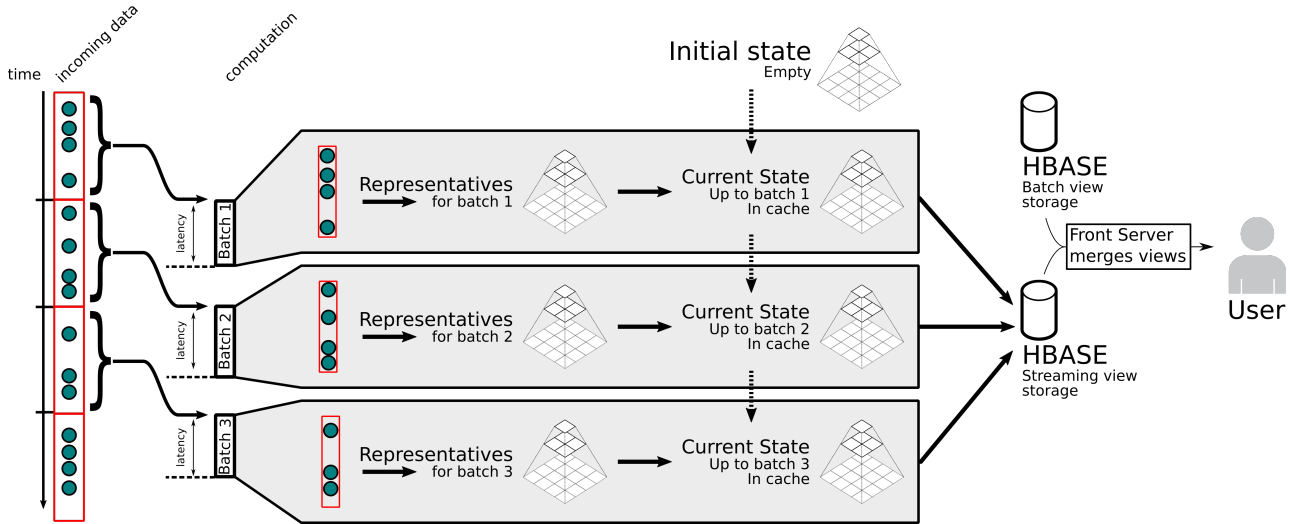 time
incoming data
computation
Initial state
Empty
latency
Batch 1
Representatives
for batch 1
Current State
Up to batch 1
In cache
latency
Batch 2
Representatives
for batch 2
Current State
Up to batch 2
In cache
latency
Batch 3
Representatives
for batch 3
Current State
Up to batch 3
In cache
HBASE
Batch view
storage
Front Server
merges views
User
HBASE
Streaming view
storage